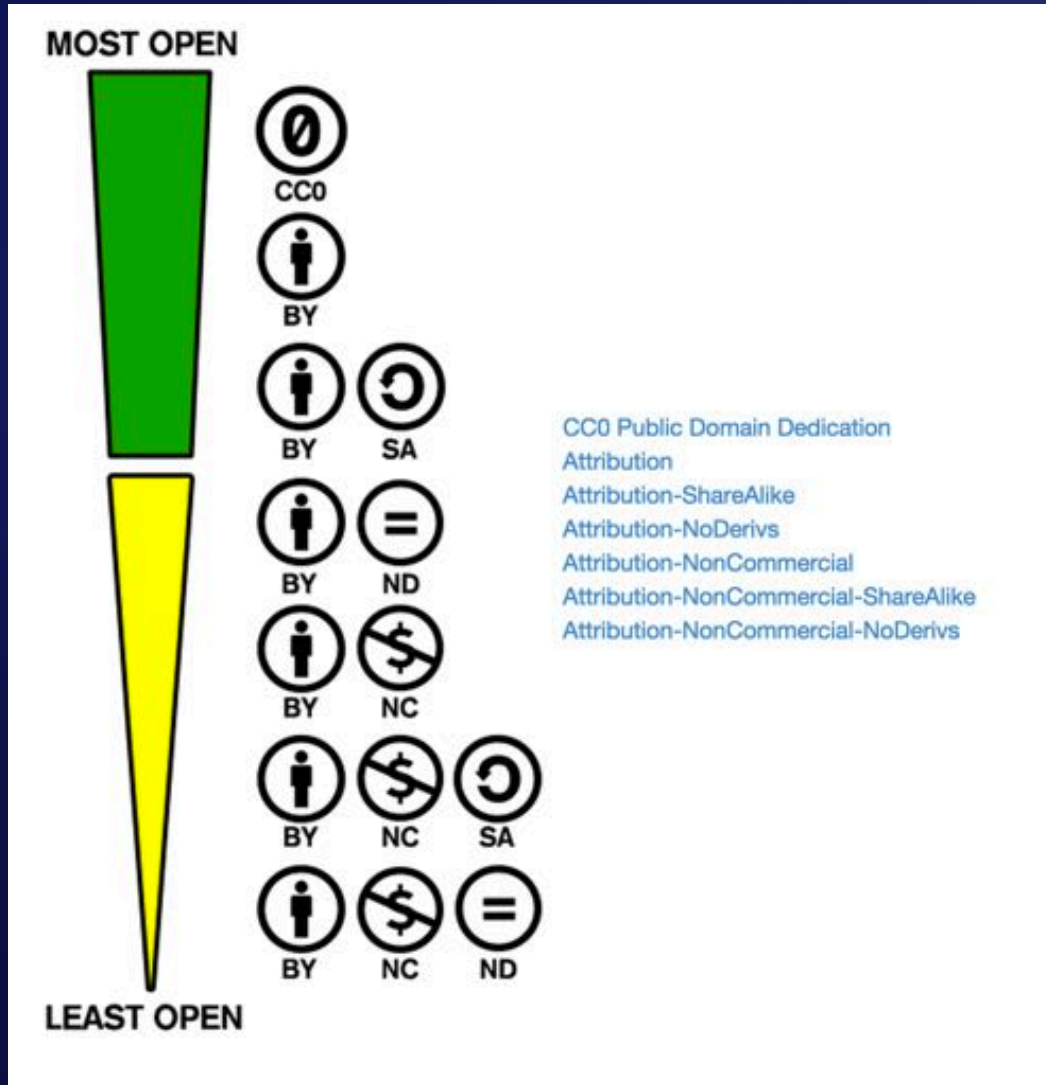 MOST OPEN
0
CC0
BY
BY SA
BY ND
BY NC
BY NC SA
BY NC ND
LEAST OPEN
CC0 Public Domain Dedication
Attribution
Attribution-ShareAlike
Attribution-NoDerivs
Attribution-NonCommercial
Attribution-NonCommercial-ShareAlike
Attribution-NonCommercial-NoDerivs